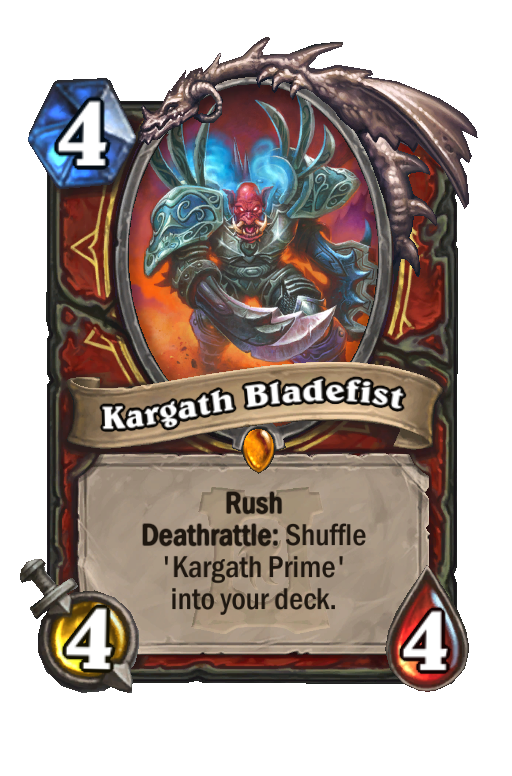 4
Kargath Bladefist
Rush
Deathrattle: Shuffle
'Kargath Prime'
into your deck.
4
4